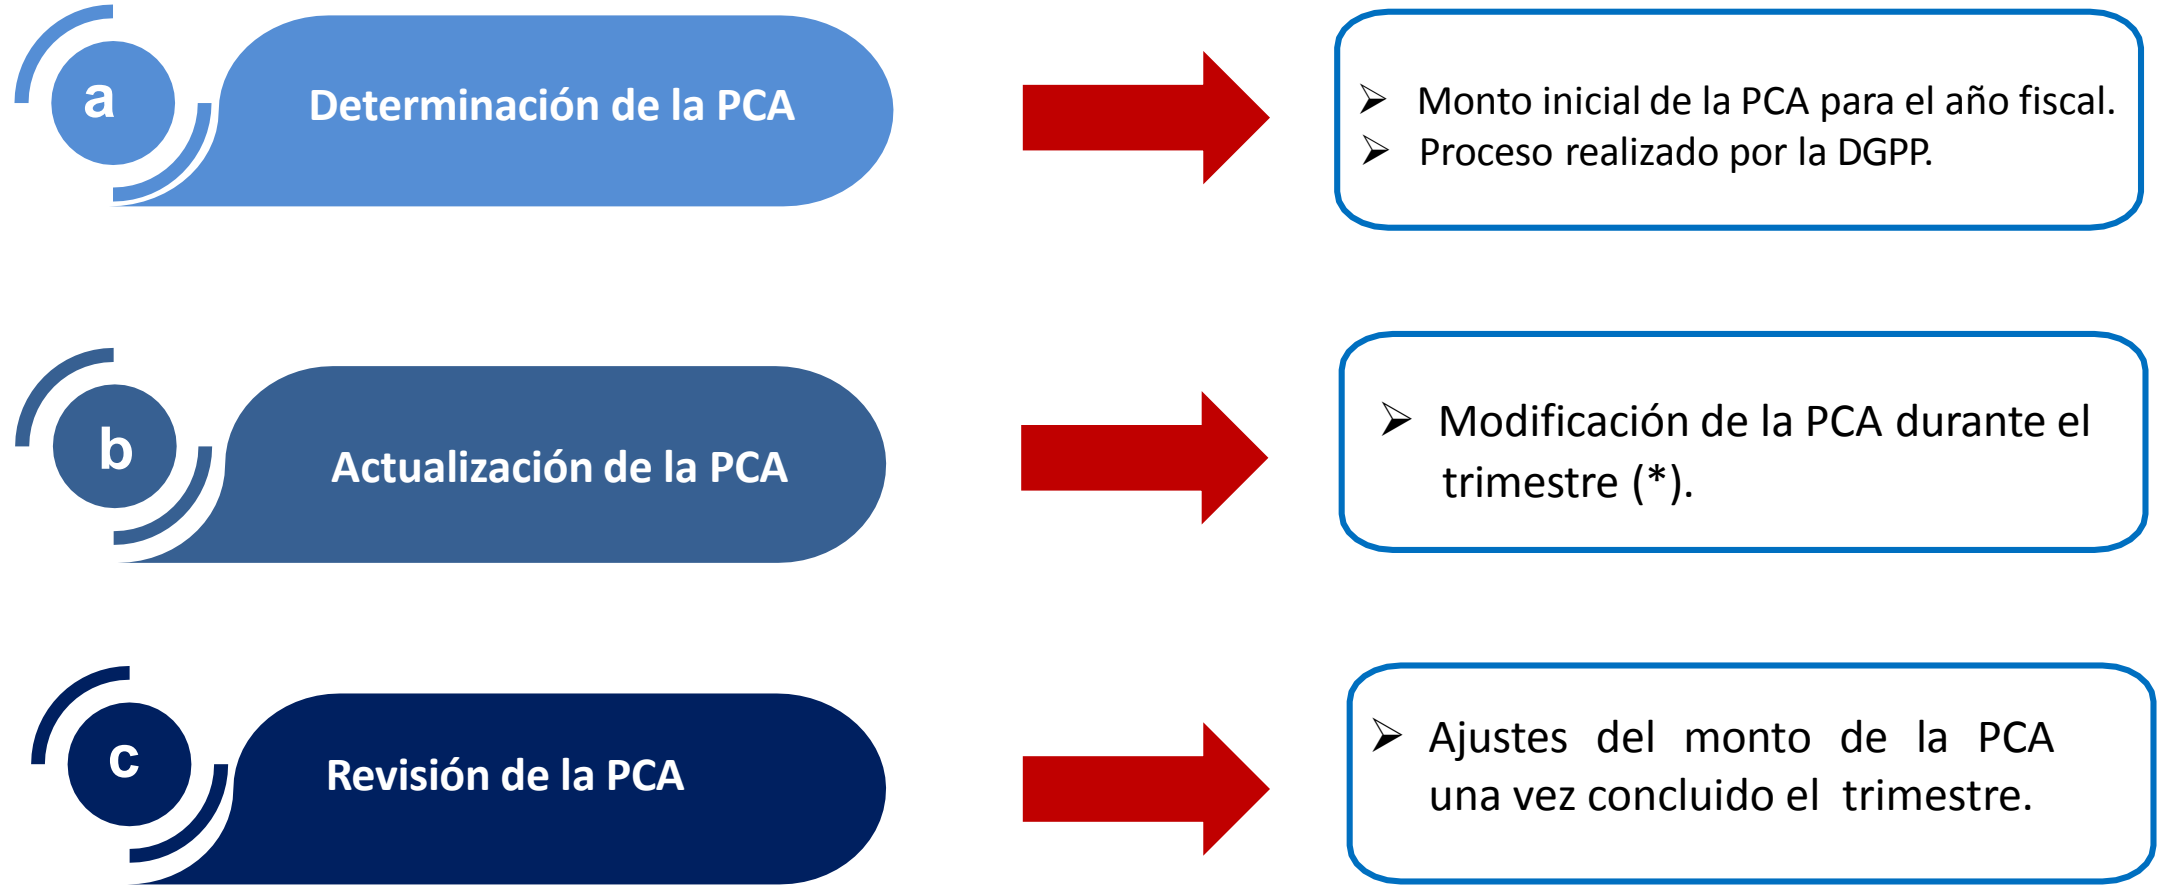 a
Determinación de la PCA
➢ Monto inicial de la PCA para el año fiscal.
➢ Proceso realizado por la DGPP.
b
Actualización de la PCA
➢ Modificación de la PCA durante el
trimestre (*).
c
Revisión de la PCA
➢ Ajustes del monto de la PCA
una vez concluido el trimestre.